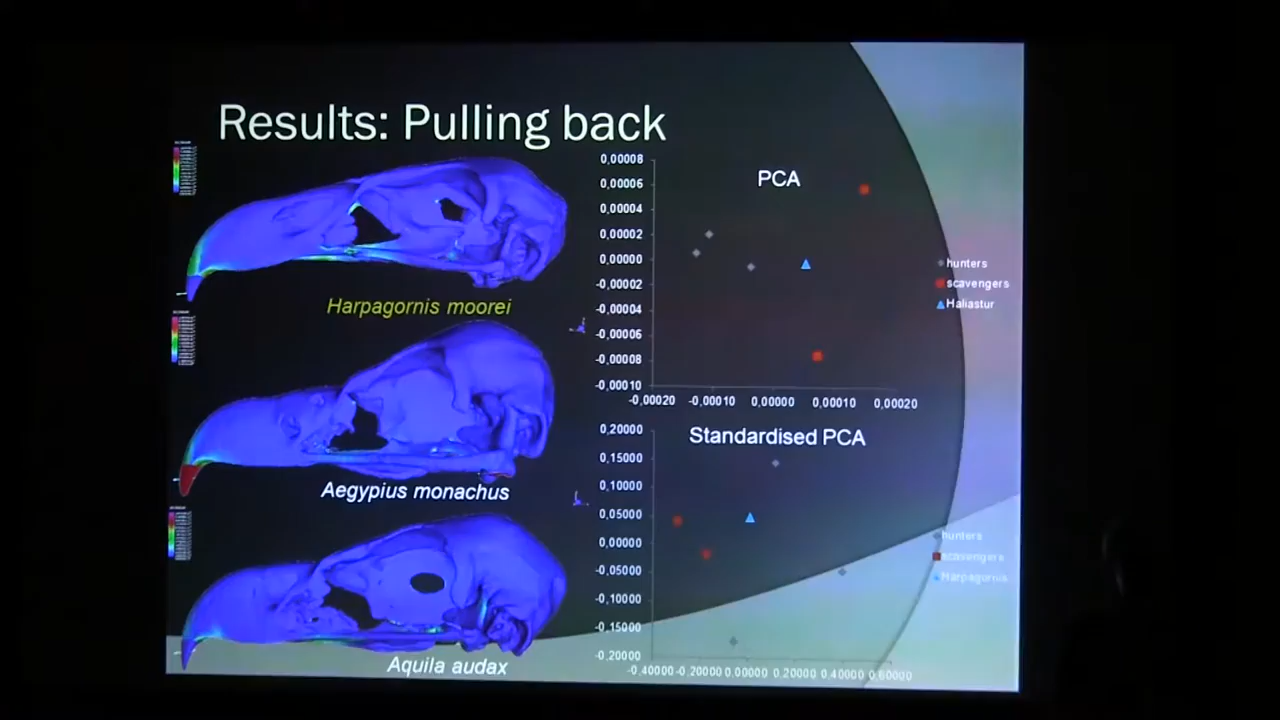 Results: Pulling back
Harpagornis moorei
Aegypius monachus
Aquila audax
PCA
0,00008
0,00006
0,00004
0,00002
0,00000
-0,00002
-0,00004
-0,00006
-0,00008
-0,00010
-0,00020 -0,00010 0,00000 0,00010 0,00020
hunters
scavengers
Haliastur
Standardised PCA
0,20000
0,15000
0,10000
0,05000
0,00000
-0,05000
-0,10000
-0,15000
-0,20000
-0,40000 -0,20000 0,00000 0,20000 0,40000 0,60000
hunters
scavengers
Harpagornis